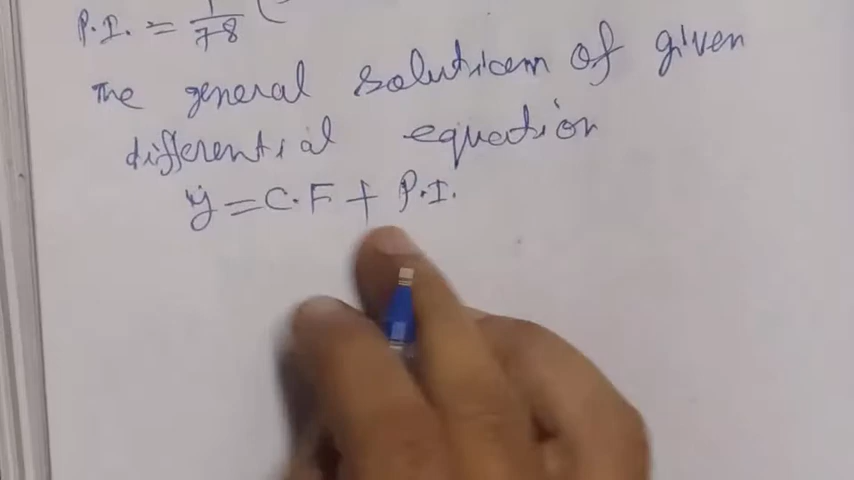 P.I. = 1/78 (
The general solution of given
differential equation
y = C.F + P.I.